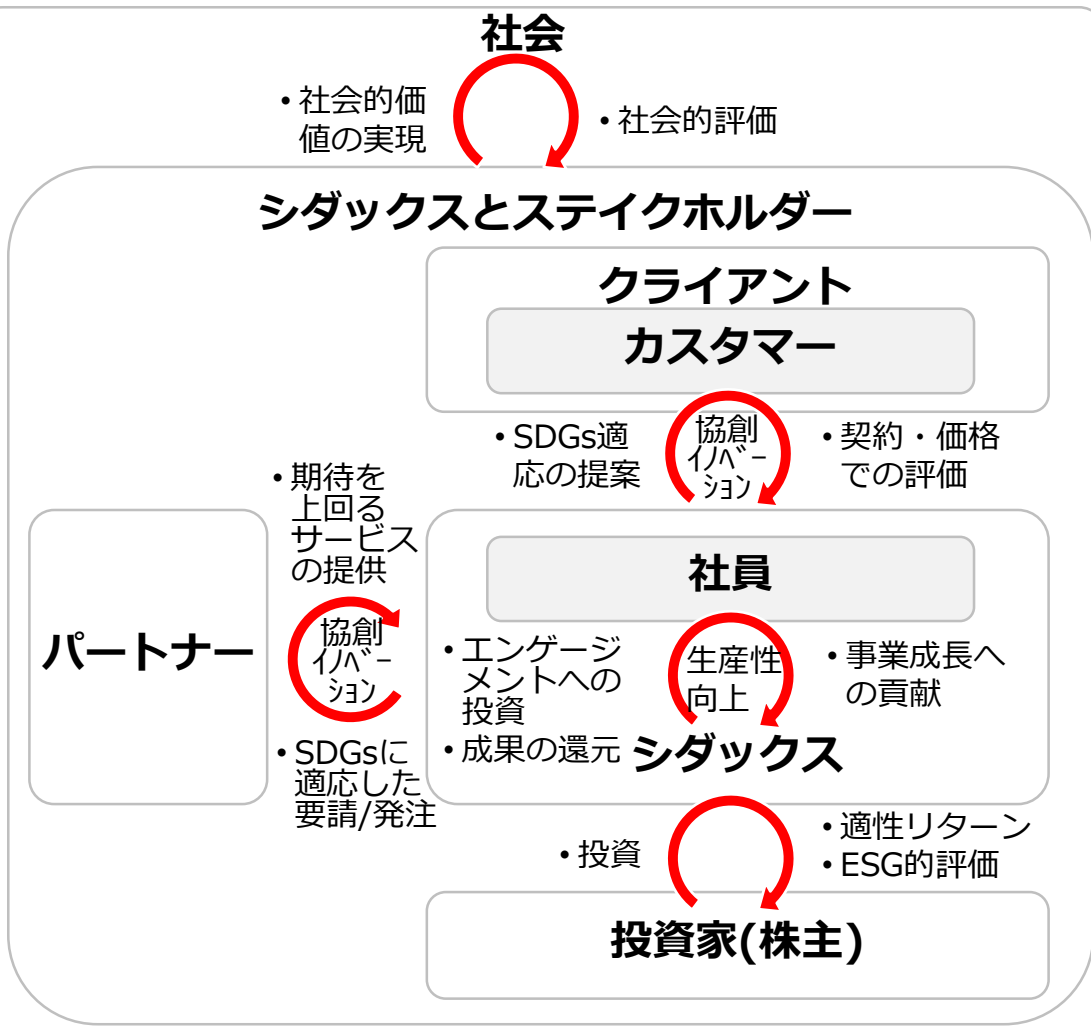 社会
• 社会的価
値の実現
• 社会的評価
シダックスとステイクホルダー
クライアント
カスタマー
• SDGs適
応の提案
協創
ｲﾉﾍﾞｰ
ｼｮﾝ
• 契約・価格
での評価
• 期待を
上回る
サービス
の提供
パートナー
協創
ｲﾉﾍﾞｰ
ｼｮﾝ
• SDGsに
適応した
要請/発注
社員
• エンゲージ
メントへの
投資
• 成果の還元
生産性
向上
• 事業成長へ
の貢献
シダックス
• 投資
• 適性リターン
• ESG的評価
投資家(株主)